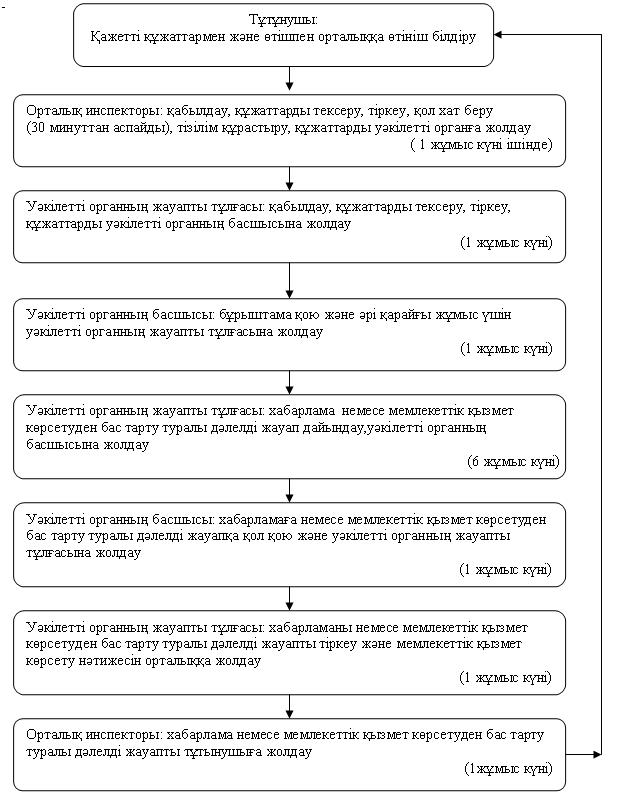 Тұтұнушы:
Қажетті құжаттармен және өтішпен орталыққа өтініш білдіру
Орталық инспекторы: қабылдау, құжаттарды тексеру, тіркеу, қол хат беру
(30 минуттан аспайды), тізілім құрастыру, құжаттарды уәкілетті органға жолдау
( 1 жұмыс күні ішінде)
Уәкілетті органның жауапты тұлғасы: қабылдау, құжаттарды тексеру, тіркеу,
құжаттарды уәкілетті органның басшысына жолдау
(1 жұмыс күні)
Уәкілетті органның басшысы: бұрыштама қою және әрі қарайғы жұмыс үшін
уәкілетті органның жауапты тұлғасына жолдау
(1 жұмыс күні)
Уәкілетті органның жауапты тұлғасы: хабарлама немесе мемлекеттік қызмет
көрсетуден бас тарту туралы дәлелді жауап дайындау,уәкілетті органның
басшысына жолдау
(6 жұмыс күні)
Уәкілетті органның басшысы: хабарламаға немесе мемлекеттік қызмет көрсетуден
бас тарту туралы дәлелді жауапқа қол қою және уәкілетті органның жауапты
тұлғасына жолдау
(1 жұмыс күні)
Уәкілетті органның жауапты тұлғасы: хабарламаны немесе мемлекеттік қызмет
көрсетуден бас тарту туралы дәлелді жауапты тіркеу және мемлекеттік қызмет
көрсету нәтижесін орталыққа жолдау
(1 жұмыс күні)
Орталық инспекторы: хабарлама немесе мемлекеттік қызмет көрсетуден бас тарту
туралы дәлелді жауапты тұтынушыға жолдау
(1жұмыс күні)